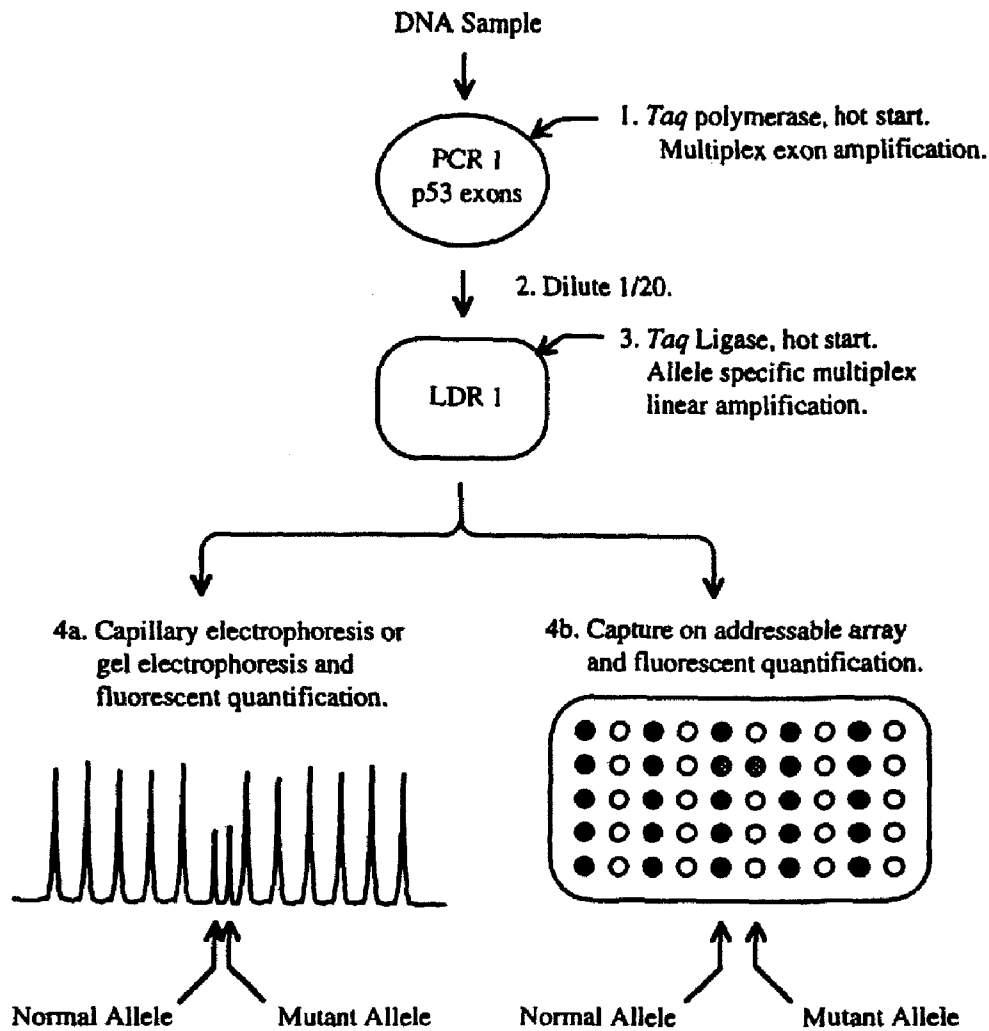 DNA Sample
1. Taq polymerase, hot start.
Multiplex exon amplification.
PCR 1
p53 exons
2. Dilute 1/20.
3. Taq Ligase, hot start.
Allele specific multiplex
linear amplification.
LDR 1
4a. Capillary electrophoresis or
gel electrophoresis and
fluorescent quantification.
4b. Capture on addressable array
and fluorescent quantification.
Normal Allele
Mutant Allele
Normal Allele
Mutant Allele